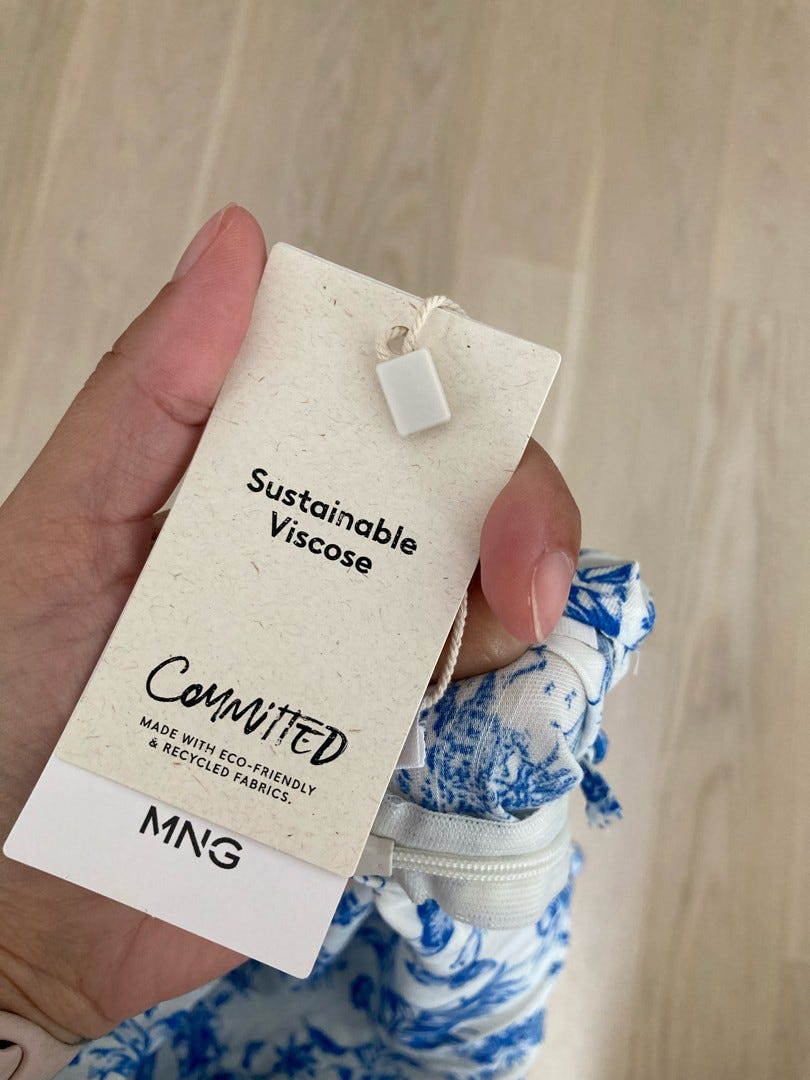 Sustainable
Viscose
COMMITTED
MADE WITH ECO-FRIENDLY
& RECYCLED FABRICS.
MNG